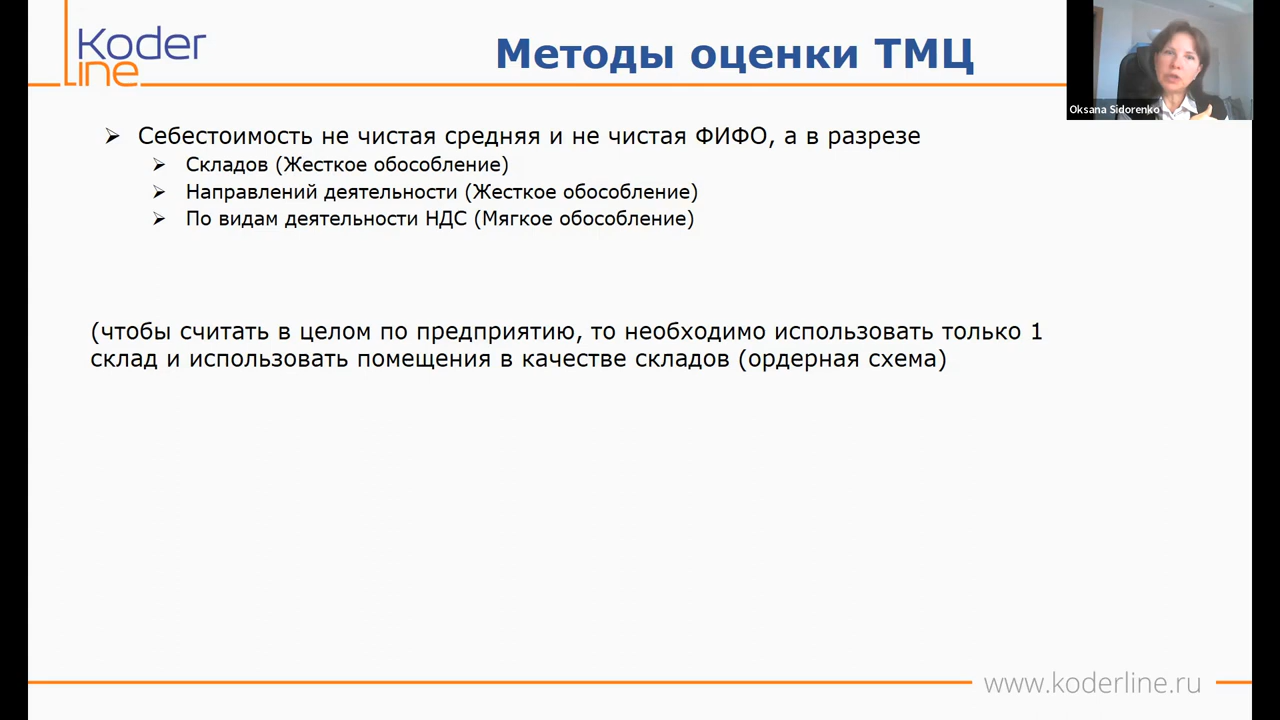 Koder
line
Методы оценки ТМЦ
Oksana Sidorenko
Себестоимость не чистая средняя и не чистая ФИФО, а в разрезе
Складов (Жесткое обособление)
Направлений деятельности (Жесткое обособление)
По видам деятельности НДС (Мягкое обособление)
(чтобы считать в целом по предприятию, то необходимо использовать только 1
склад и использовать помещения в качестве складов (ордерная схема)
www.koderline.ru